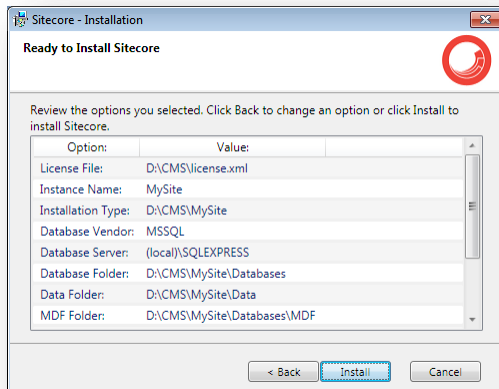 Sitecore - Installation
Ready to Install Sitecore
Review the options you selected. Click Back to change an option or click Install to
install Sitecore.
Option: Value:
License File: D:\CMS\license.xml
Instance Name: MySite
Installation Type: D:\CMS\MySite
Database Vendor: MSSQL
Database Server: (local)\SQLEXPRESS
Database Folder: D:\CMS\MySite\Databases
Data Folder: D:\CMS\MySite\Data
MDF Folder: D:\CMS\MySite\Databases\MDF
< Back Install Cancel